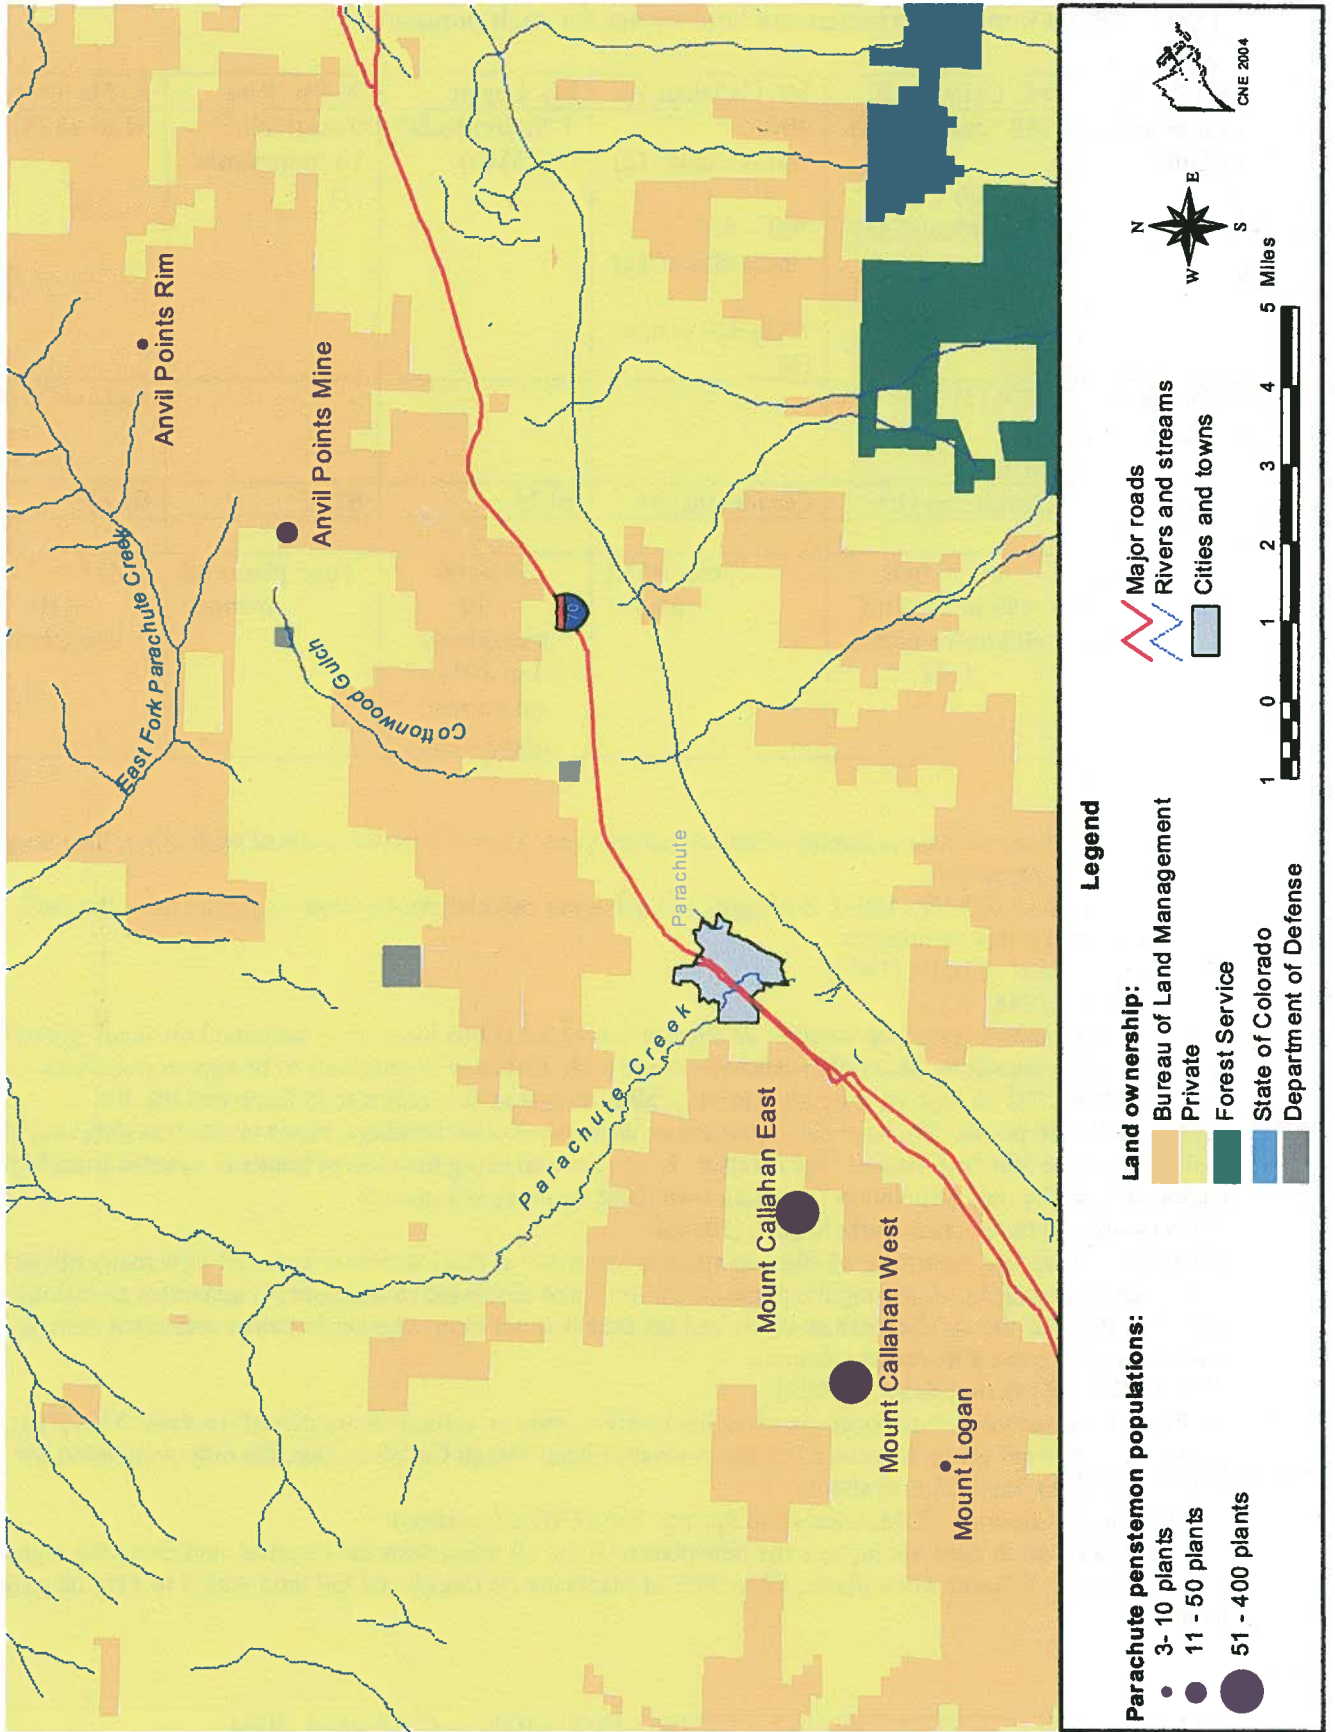 Anvil Points Rim
Anvil Points Mine
East Fork Parachute Creek
Cottonwood Gulch
70
Parachute
Parachute Creek
Mount Callahan East
Mount Callahan West
Mount Logan
Legend
Parachute penstemon populations:
3- 10 plants
11 - 50 plants
51 - 400 plants
Land ownership:
Bureau of Land Management
Private
Forest Service
State of Colorado
Department of Defense
Major roads
Rivers and streams
Cities and towns
1 0 1 2 3 4 5 Miles
N
W
E
S
CNE 2004